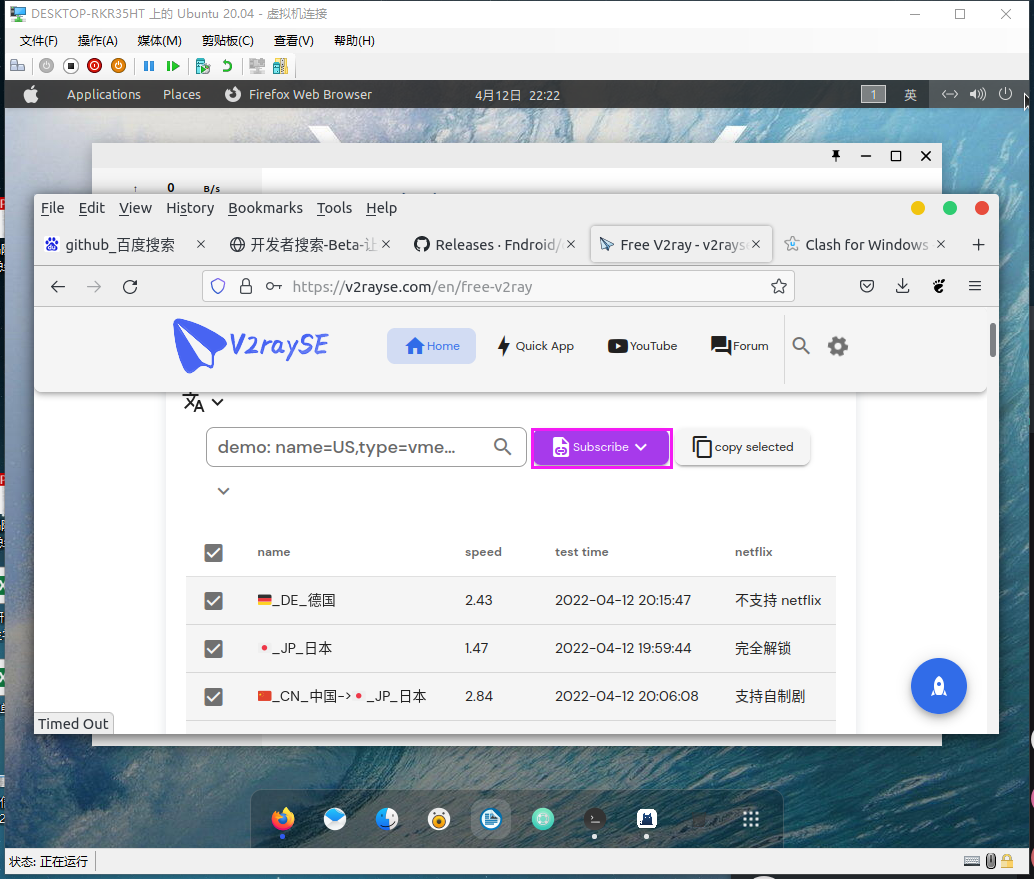 DESKTOP-RKR35HT 上的 Ubuntu 20.04 - 虚拟机连接
文件(F) 操作(A) 媒体(M) 剪贴板(C) 查看(V) 帮助(H)
Applications Places Firefox Web Browser 4月12日 22:22 1 英
↑ 0 B/s
File Edit View History Bookmarks Tools Help
github_百度搜索 开发者搜索-Beta-让 Releases · Fndroid/ Free V2ray - v2rayse Clash for Windows
https://v2rayse.com/en/free-v2ray
V2raySE Home Quick App YouTube Forum
demo: name=US,type=vme... Subscribe copy selected
name speed test time netflix
_DE_德国 2.43 2022-04-12 20:15:47 不支持 netflix
_JP_日本 1.47 2022-04-12 19:59:44 完全解锁
_CN_中国->_JP_日本 2.84 2022-04-12 20:06:08 支持自制剧
Timed Out
状态: 正在运行